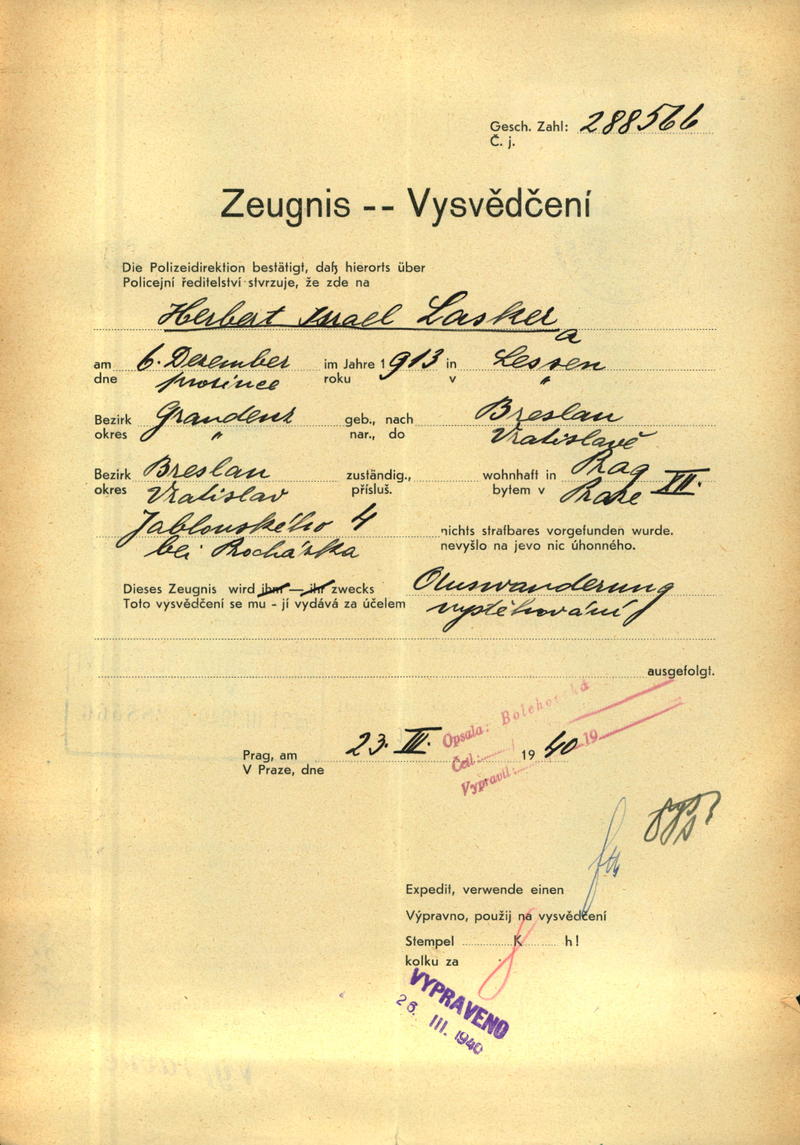 Gesch. Zahl: 288566
Č. j.
Zeugnis -- Vysvědčení
Die Polizeidirektion bestätigt, daß hierorts über
Policejní ředitelství stvrzuje, že zde na
Herbert Israel Lasker
a
am 6. Dezember im Jahre 1913 in Lessen
dne prosince roku v "
Bezirk Graudenz geb., nach Breslau
okres " nar., do Vratislavě
Bezirk Breslau zuständig., wohnhaft in Prag XII.
okres Vratislav přísluš. bytem v Praze
Jablonského 4 nichts strafbares vorgefunden wurde.
bei Procházka nevyšlo na jevo nic úhonného.
Dieses Zeugnis wird ihm — ihr zwecks Auswanderung
Toto vysvědčení se mu - jí vydává za účelem vystěhování
ausgefolgt.
Opsala:
Četl:
Vypravil: 19
Prag, am 23. III. 1940
V Praze, dne
Expedit, verwende einen
Výpravno, použij na vysvědčení
Stempel K h!
kolku za
VYPRAVENO
26. III. 1940